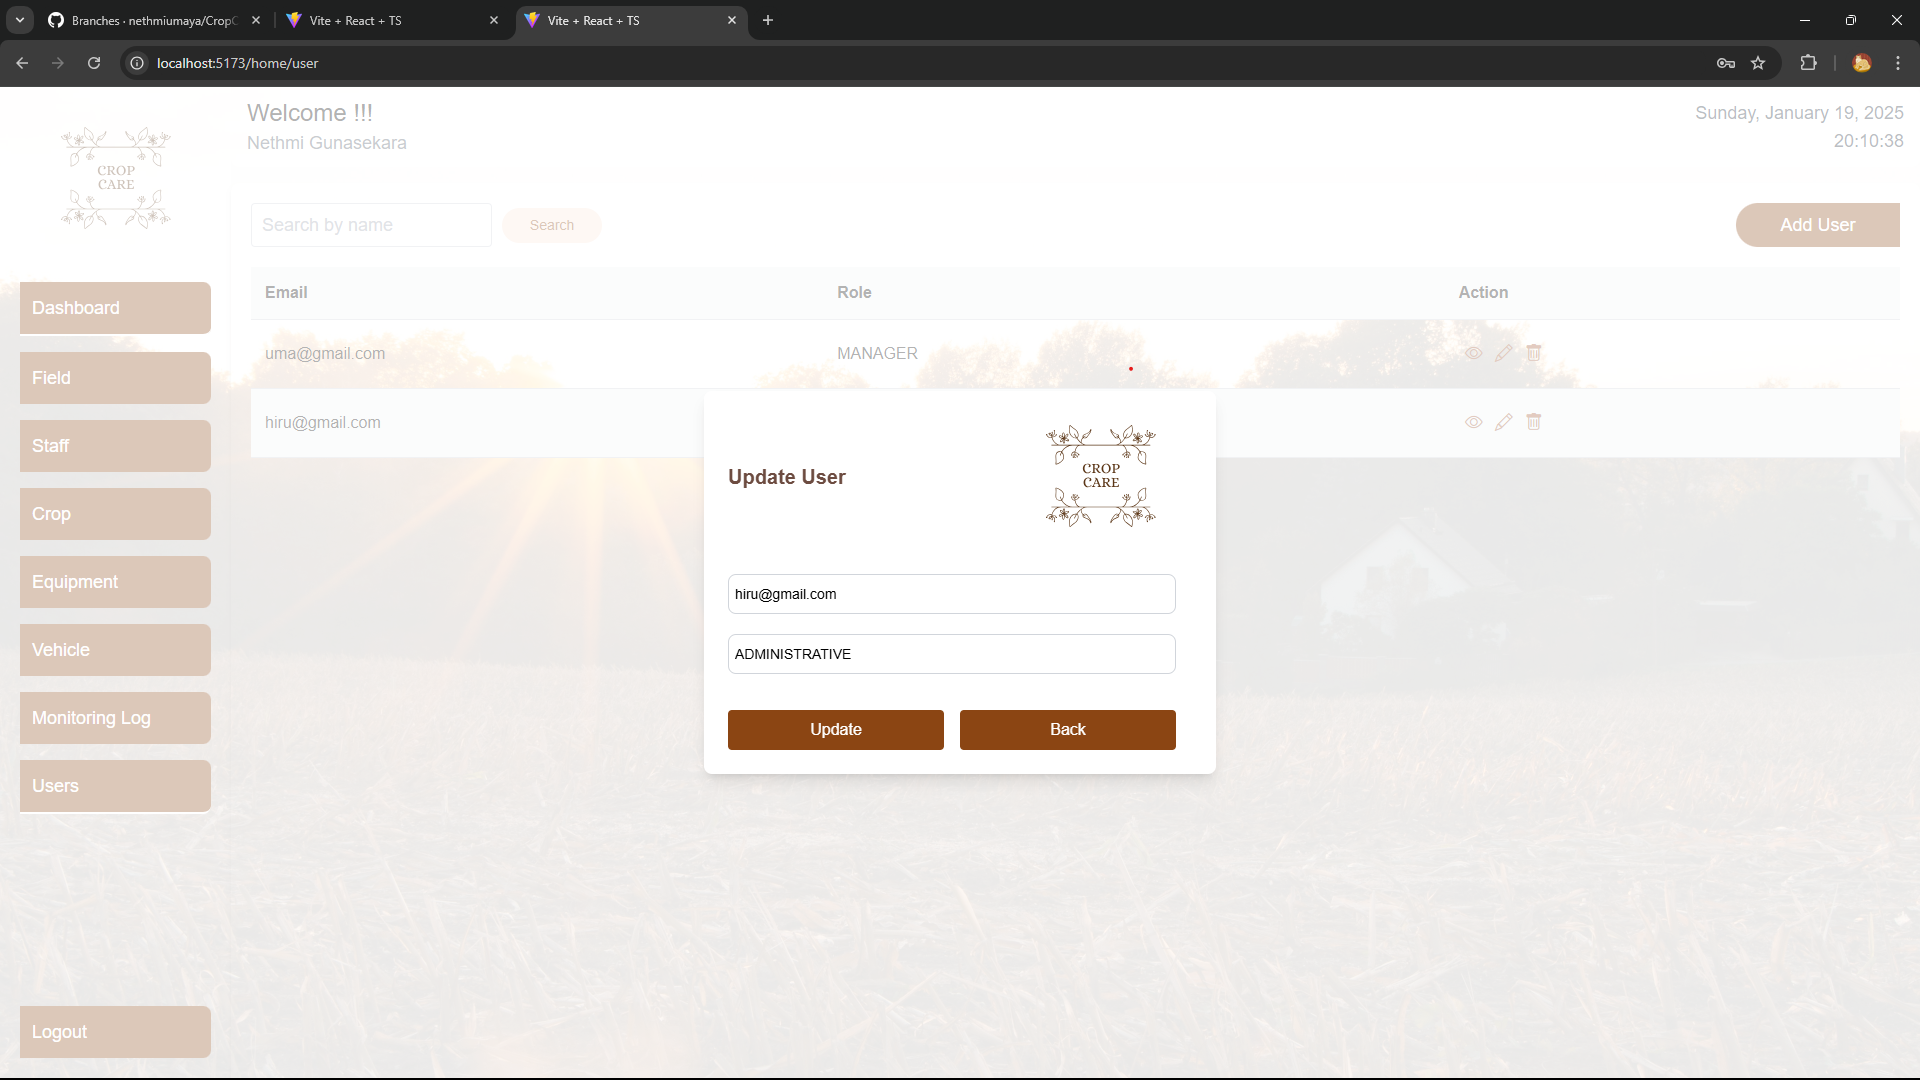 Branches · nethmiumaya/CropC
Vite + React + TS
Vite + React + TS
localhost:5173/home/user
CROP
CARE
Welcome !!!
Nethmi Gunasekara
Sunday, January 19, 2025
20:10:38
Search by name
Search
Add User
Email Role Action
uma@gmail.com MANAGER
hiru@gmail.com
Dashboard
Field
Staff
Crop
Equipment
Vehicle
Monitoring Log
Users
Logout
Update User
CROP
CARE
hiru@gmail.com
ADMINISTRATIVE
Update
Back